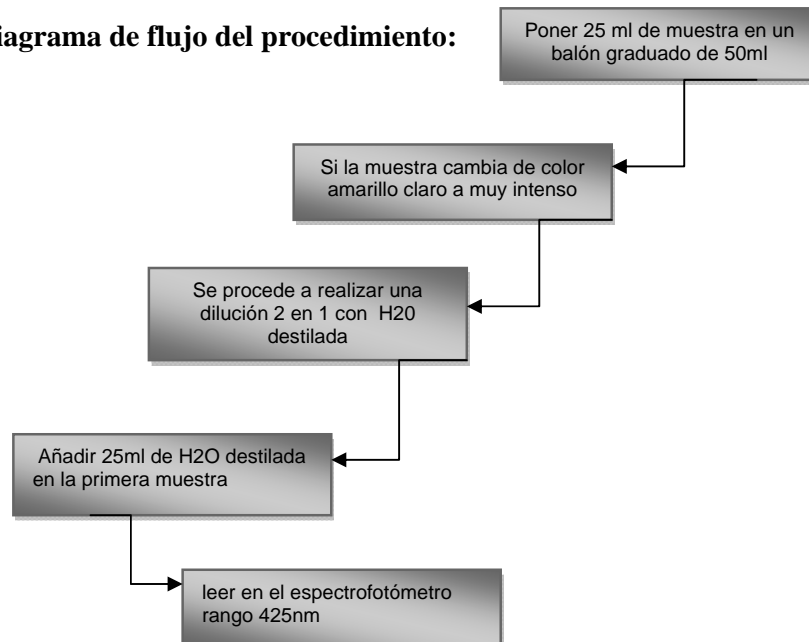 iagrama de flujo del procedimiento:
Poner 25 ml de muestra en un
balón graduado de 50ml
Si la muestra cambia de color
amarillo claro a muy intenso
Se procede a realizar una
dilución 2 en 1 con H20
destilada
Añadir 25ml de H2O destilada
en la primera muestra
leer en el espectrofotómetro
rango 425nm